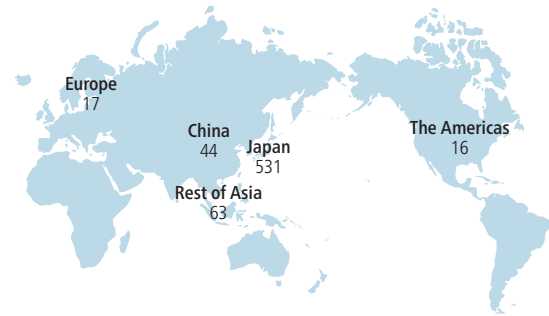 Europe
17
China
44
Japan
531
The Americas
16
Rest of Asia
63